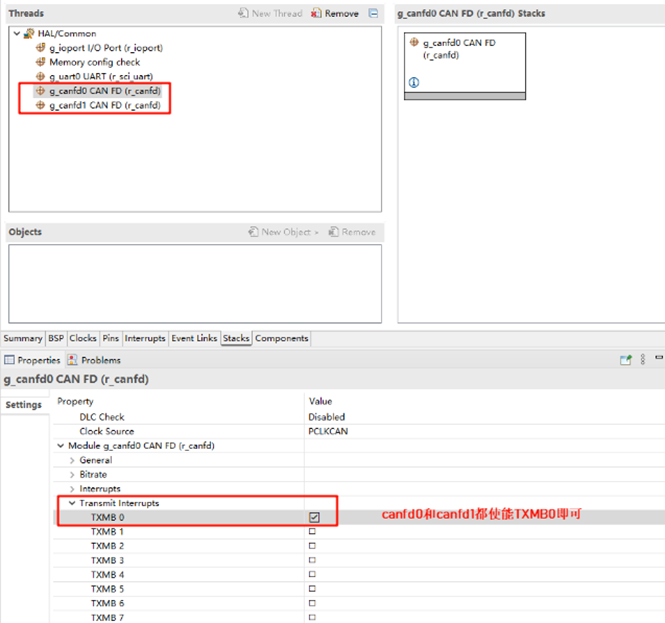 Threads
New Thread
Remove
HAL/Common
g_ioport I/O Port (r_ioport)
Memory config check
g_uart0 UART (r_sci_uart)
g_canfd0 CAN FD (r_canfd)
g_canfd1 CAN FD (r_canfd)
g_canfd0 CAN FD (r_canfd) Stacks
g_canfd0 CAN FD
(r_canfd)
Objects
New Object >
Remove
Summary BSP Clocks Pins Interrupts Event Links Stacks Components
Properties Problems
g_canfd0 CAN FD (r_canfd)
Settings
Property Value
DLC Check Disabled
Clock Source PCLKCAN
Module g_canfd0 CAN FD (r_canfd)
General
Bitrate
Interrupts
Transmit Interrupts
TXMB 0
canfd0和canfd1都使能TXMB0即可
TXMB 1
TXMB 2
TXMB 3
TXMB 4
TXMB 5
TXMB 6
TXMB 7